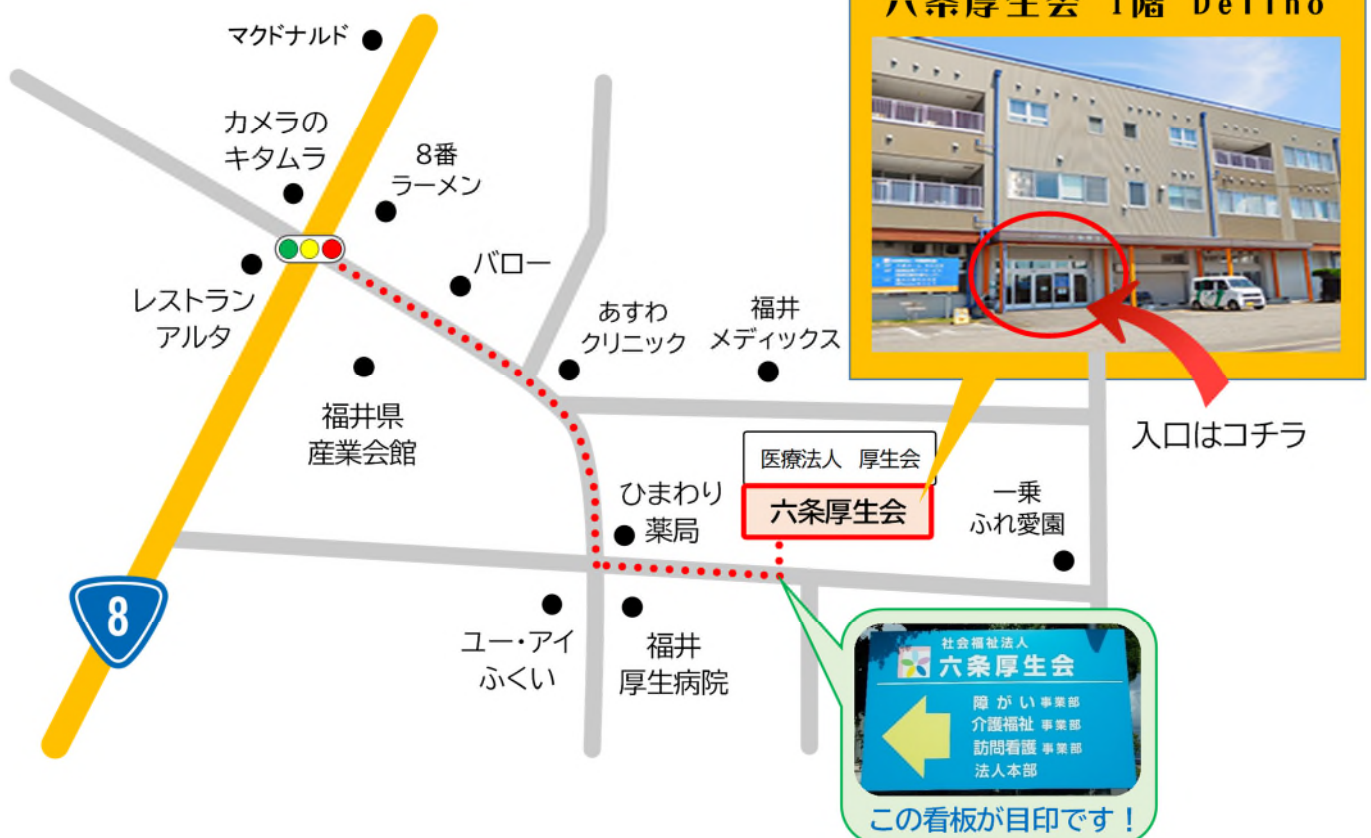 六条厚生会 1階 Delino
マクドナルド
カメラの
キタムラ
8番
ラーメン
バロー
レストラン
アルタ
あすわ
クリニック
福井
メディックス
福井県
産業会館
入口はコチラ
医療法人 厚生会
六条厚生会
ひまわり
薬局
一乗
ふれ愛園
8
ユー・アイ
ふくい
福井
厚生病院
社会福祉法人
六条厚生会
障がい事業部
介護福祉 事業部
訪問看護 事業部
法人本部
この看板が目印です！